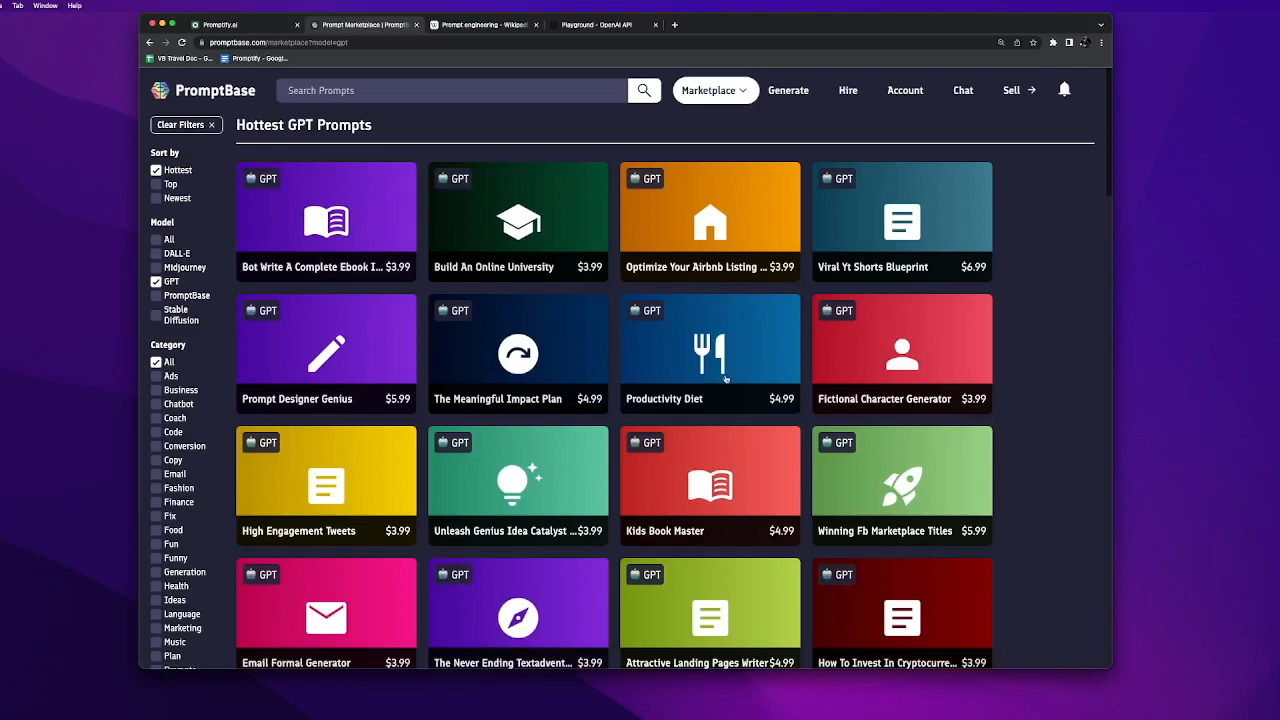 Tab Window Help
Promptify.ai
Prompt Marketplace | PromptB
Prompt engineering - Wikiped
Playground - OpenAI API
promptbase.com/marketplace?model=gpt
VB Travel Doc - G...
Promptify - Googl...
PromptBase
Search Prompts
Marketplace
Generate
Hire
Account
Chat
Sell
Clear Filters
Hottest GPT Prompts
Sort by
Hottest
Top
Newest
Model
All
DALL-E
Midjourney
GPT
PromptBase
Stable
Diffusion
Category
All
Ads
Business
Chatbot
Coach
Code
Conversion
Copy
Email
Fashion
Finance
Fix
Food
Fun
Funny
Generation
Health
Ideas
Language
Marketing
Music
Plan
GPT
Bot Write A Complete Ebook I... $3.99
GPT
Build An Online University $3.99
GPT
Optimize Your Airbnb Listing ... $3.99
GPT
Viral Yt Shorts Blueprint $6.99
GPT
Prompt Designer Genius $5.99
GPT
The Meaningful Impact Plan $4.99
GPT
Productivity Diet $4.99
GPT
Fictional Character Generator $3.99
GPT
High Engagement Tweets $3.99
GPT
Unleash Genius Idea Catalyst ... $3.99
GPT
Kids Book Master $4.99
GPT
Winning Fb Marketplace Titles $5.99
GPT
Email Formal Generator $3.99
GPT
The Never Ending Textadvent... $3.99
GPT
Attractive Landing Pages Writer $4.99
GPT
How To Invest In Cryptocurre... $3.99